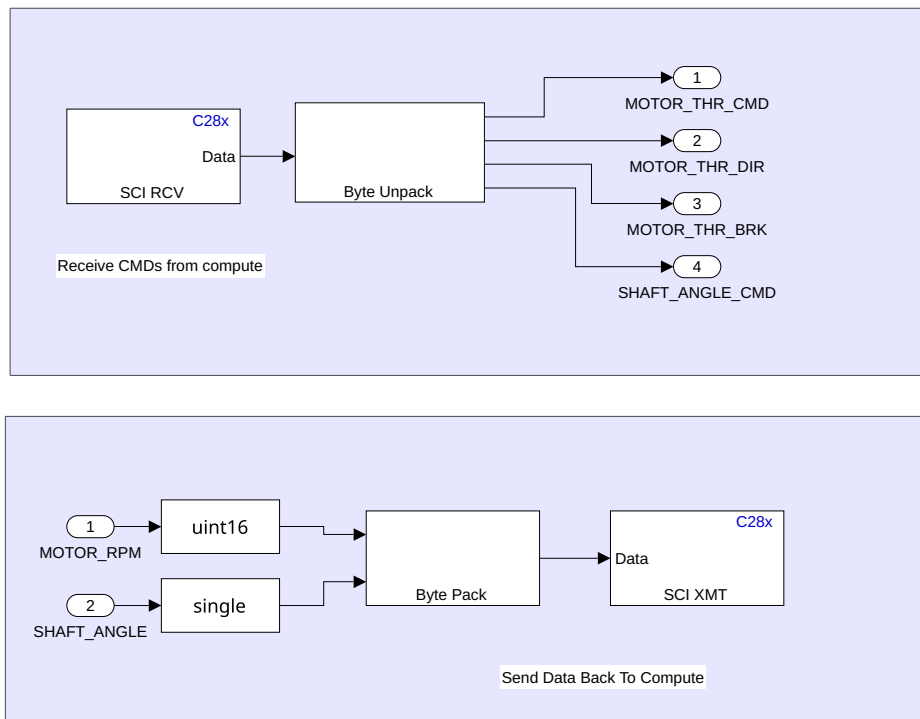 1
MOTOR_THR_CMD
C28x
Data
SCI RCV
Byte Unpack
2
MOTOR_THR_DIR
3
MOTOR_THR_BRK
Receive CMDs from compute
4
SHAFT_ANGLE_CMD
1
MOTOR_RPM
uint16
2
SHAFT_ANGLE
single
Byte Pack
C28x
Data
SCI XMT
Send Data Back To Compute